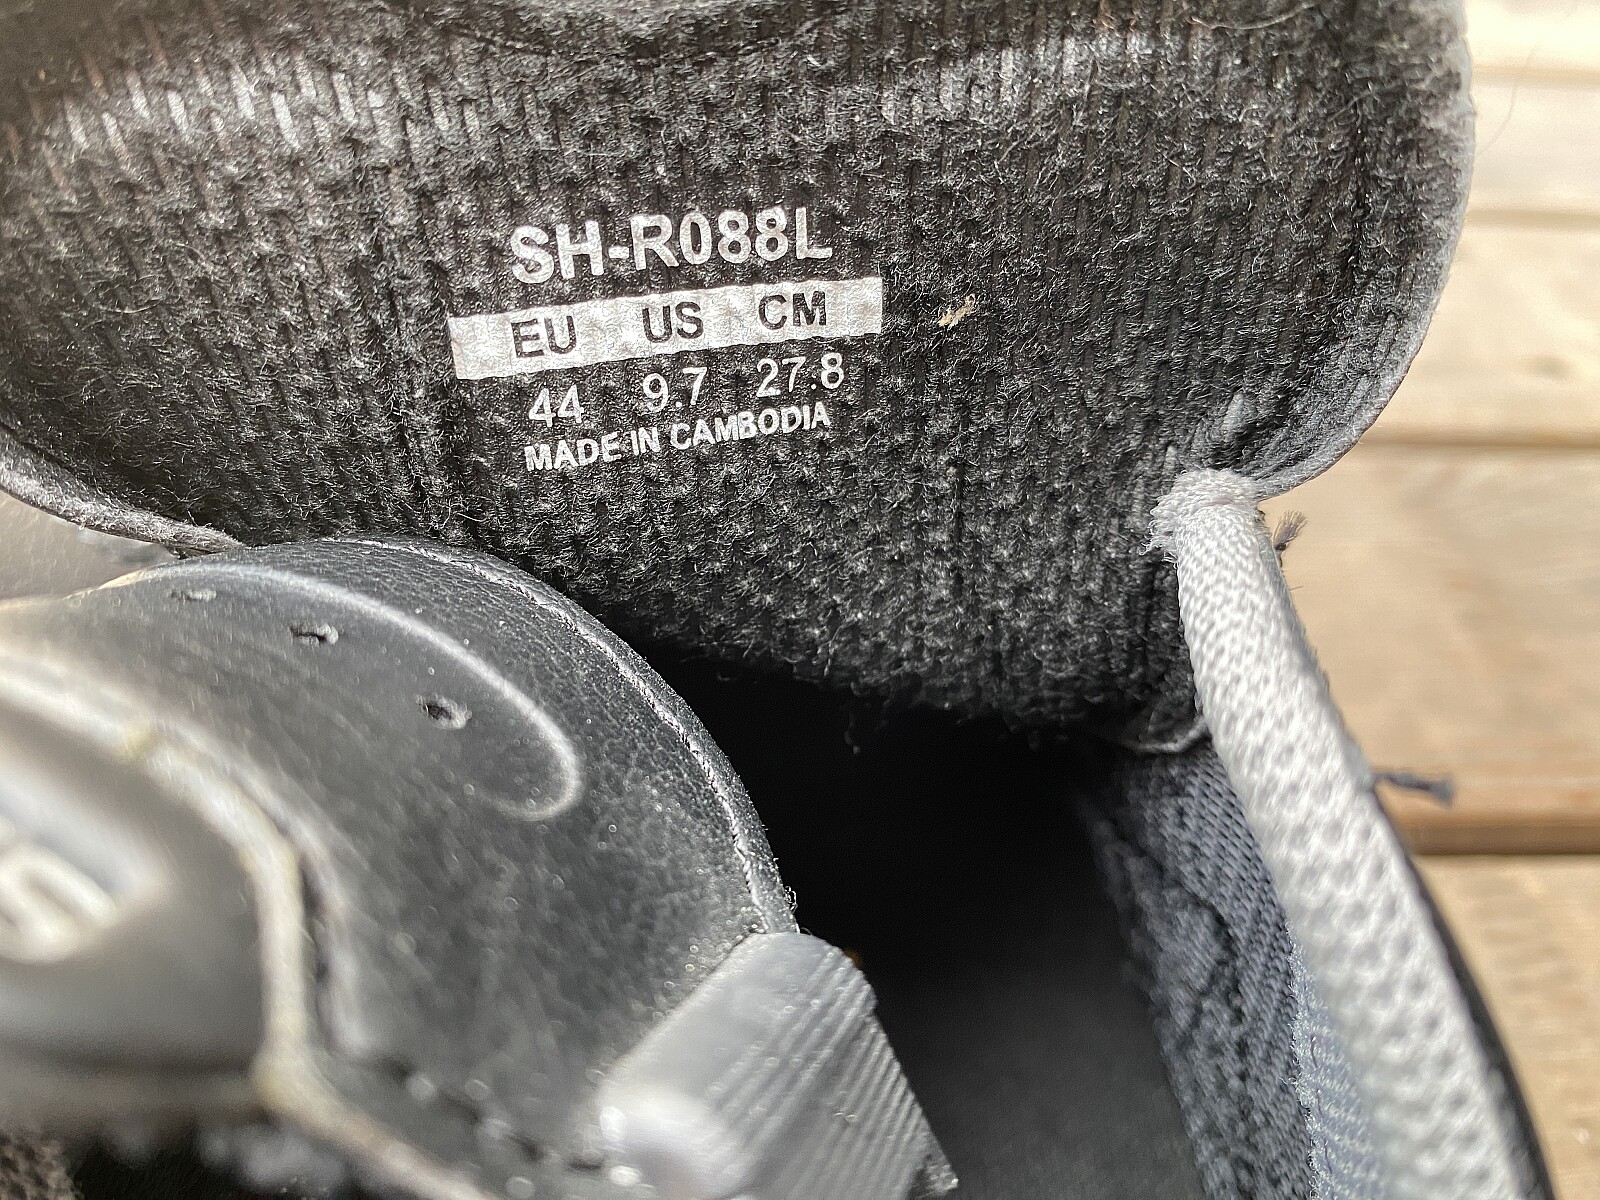 SH-R088L
EU US CM
44 9.7 27.8
MADE IN CAMBODIA